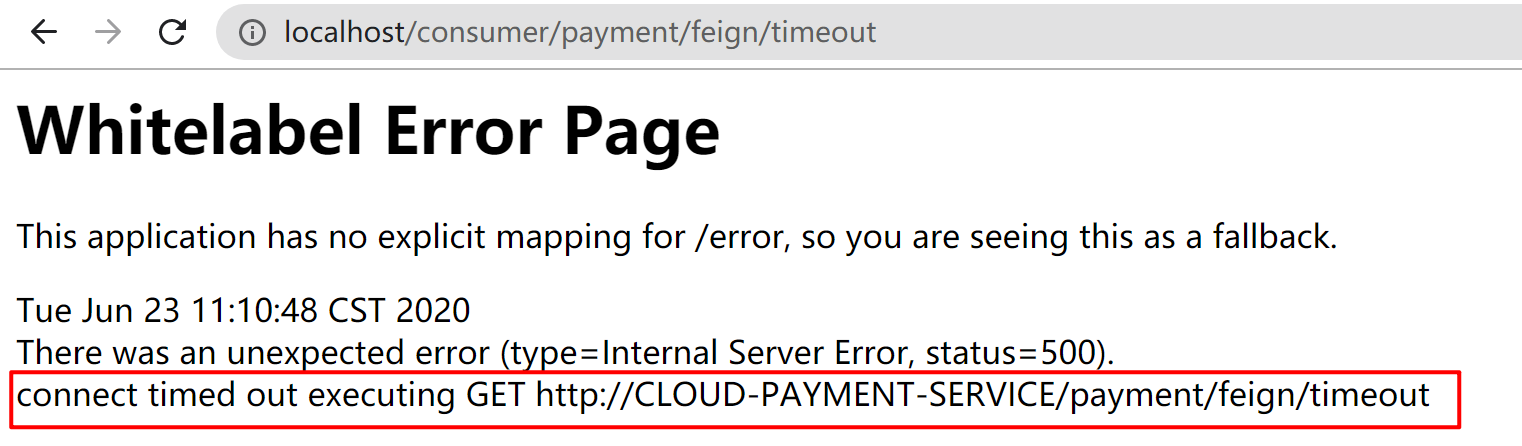 localhost/consumer/payment/feign/timeout
Whitelabel Error Page
This application has no explicit mapping for /error, so you are seeing this as a fallback.
Tue Jun 23 11:10:48 CST 2020
There was an unexpected error (type=Internal Server Error, status=500).
connect timed out executing GET http://CLOUD-PAYMENT-SERVICE/payment/feign/timeout